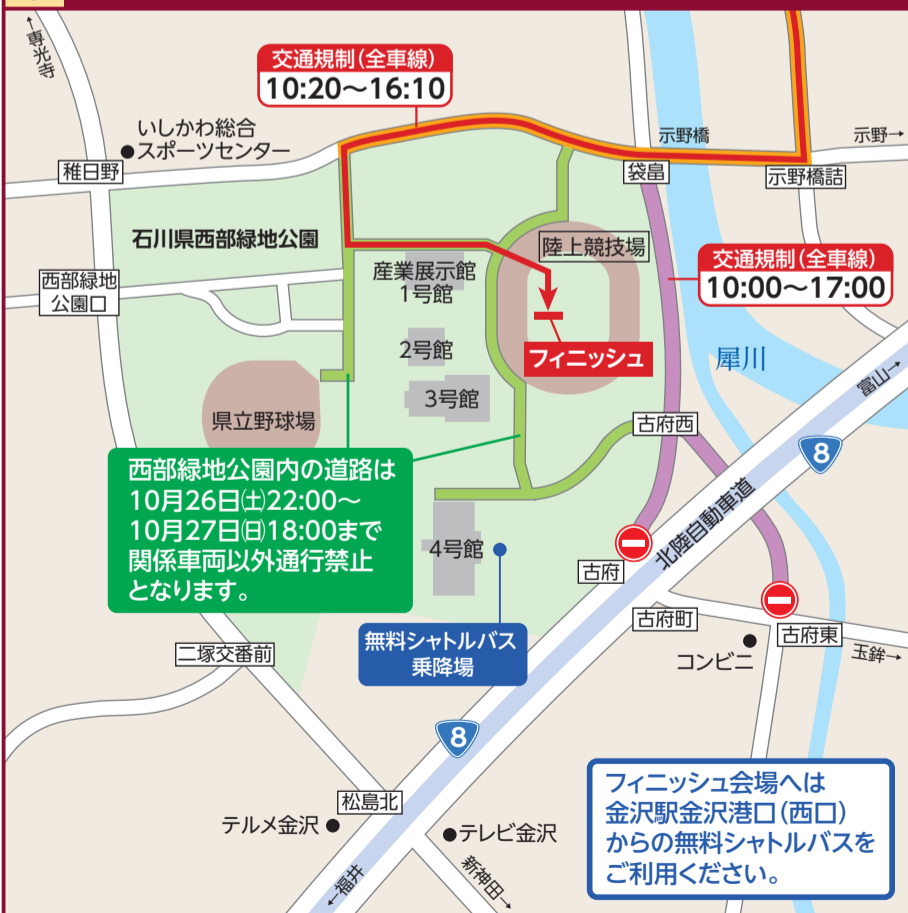 ←専光寺
交通規制(全車線)
10:20～16:10
いしかわ総合
スポーツセンター
稚日野
示野橋
示野→
袋畠
示野橋詰
石川県西部緑地公園
陸上競技場
産業展示館
1号館
交通規制(全車線)
10:00～17:00
西部緑地
公園口
2号館
フィニッシュ
犀川
富山→
3号館
県立野球場
古府西
8
西部緑地公園内の道路は
10月26日㈯22:00～
10月27日㈰18:00まで
関係車両以外通行禁止
となります。
北陸自動車道
4号館
古府
古府町
古府東
無料シャトルバス
乗降場
二塚交番前
コンビニ
玉鉾→
8
フィニッシュ会場へは
金沢駅金沢港口(西口)
からの無料シャトルバスを
ご利用ください。
松島北
テルメ金沢
テレビ金沢
←福井
新神田→